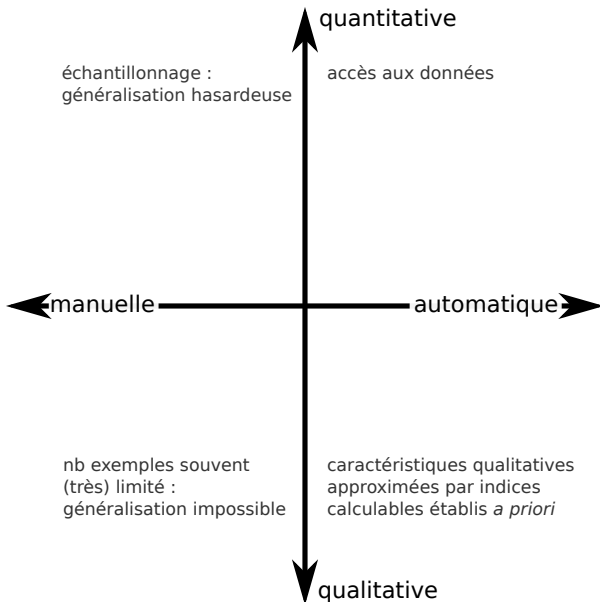 quantitative
échantillonnage :
généralisation hasardeuse
accès aux données
manuelle
automatique
nb exemples souvent
(très) limité :
généralisation impossible
caractéristiques qualitatives
approximées par indices
calculables établis a priori
qualitative